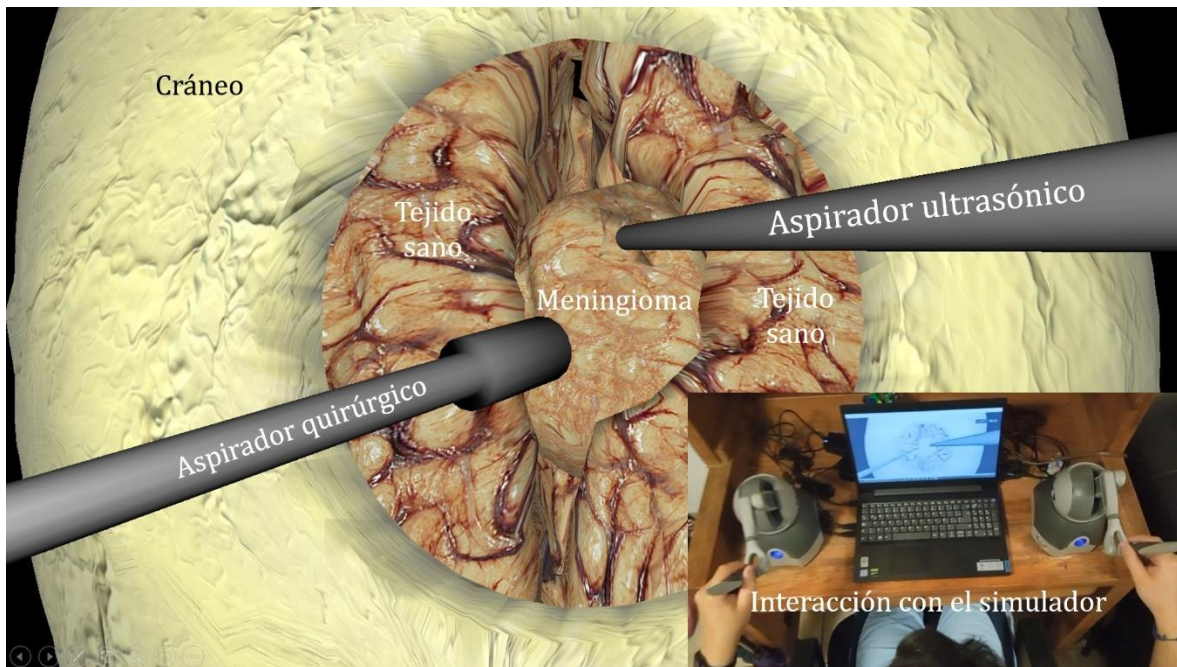 Cráneo
Tejido
sano
Aspirador ultrasónico
Meningioma
Tejido
sano
Aspirador quirúrgico
Interacción con el simulador